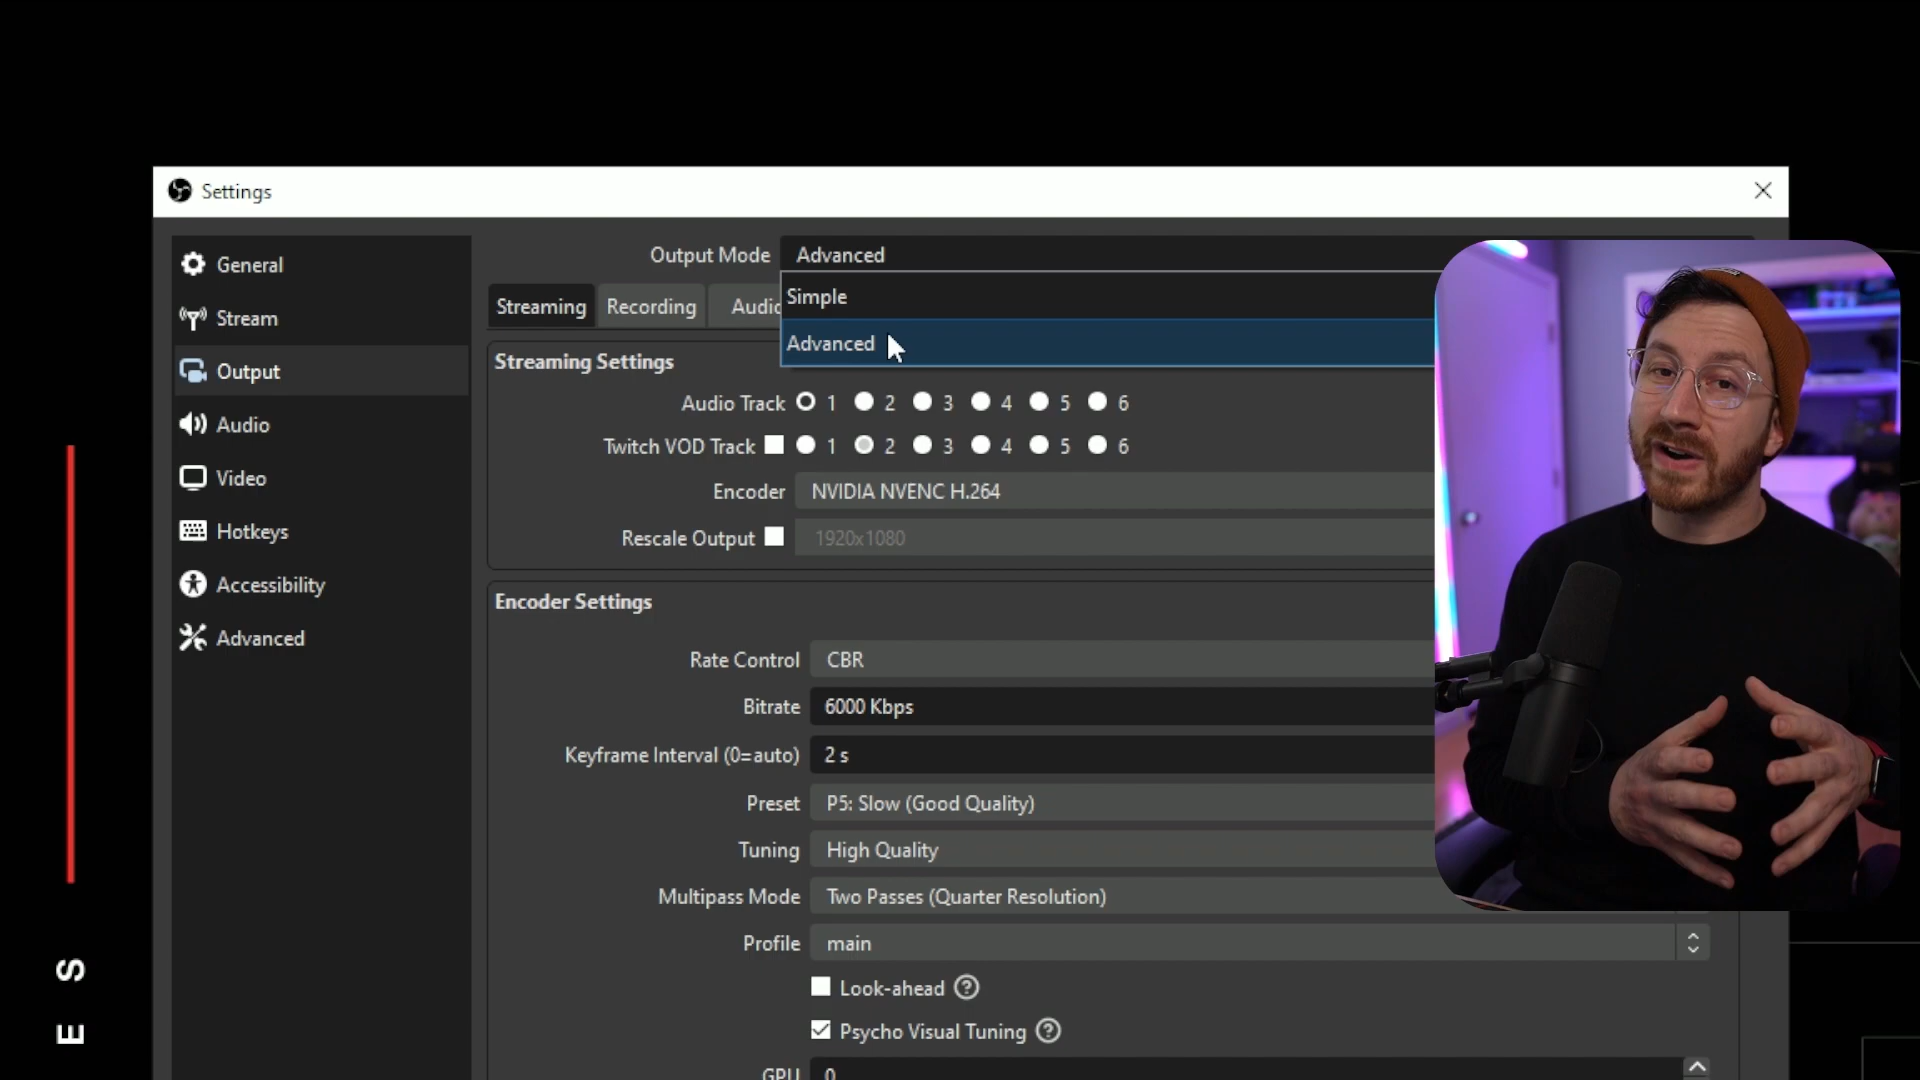 Settings
General
Stream
Output
Audio
Video
Hotkeys
Accessibility
Advanced
Output Mode Advanced
Simple
Advanced
Streaming Recording Audio
Streaming Settings
Audio Track 1 2 3 4 5 6
Twitch VOD Track 1 2 3 4 5 6
Encoder NVIDIA NVENC H.264
Rescale Output 1920x1080
Encoder Settings
Rate Control CBR
Bitrate 6000 Kbps
Keyframe Interval (0=auto) 2 s
Preset P5: Slow (Good Quality)
Tuning High Quality
Multipass Mode Two Passes (Quarter Resolution)
Profile main
Look-ahead ?
Psycho Visual Tuning ?
GPU 0
E S